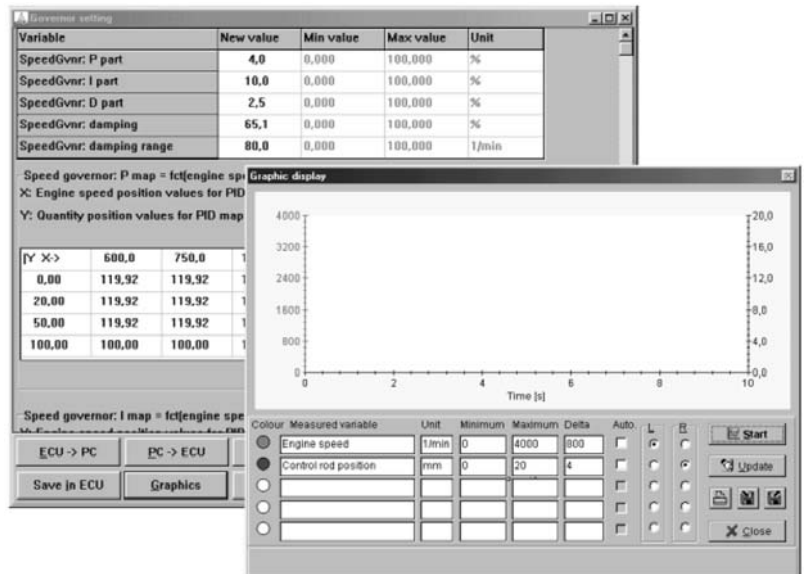 Governor setting
Variable New value Min value Max value Unit
SpeedGvnr: P part 4,0 0,000 100,000 %
SpeedGvnr: I part 10,0 0,000 100,000 %
SpeedGvnr: D part 2,5 0,000 100,000 %
SpeedGvnr: damping 65,1 0,000 100,000 %
SpeedGvnr: damping range 80,0 0,000 100,000 1/min
Speed governor: P map = fct[engine spe
X: Engine speed position values for PID
Y: Quantity position values for PID map
[Y X-> 600,0 750,0 1
0,00 119,92 119,92 1
20,00 119,92 119,92 1
50,00 119,92 119,92 1
100,00 100,00 100,00 1
Speed governor: I map = fct[engine spe
ECU -> PC PC -> ECU
Save in ECU Graphics
Graphic display
4000 20,0
3200 16,0
2400 12,0
1600 8,0
800 4,0
0 0,0
0 2 4 6 8 10
Time [s]
Colour Measured variable Unit Minimum Maximum Delta Auto. L R
Engine speed 1/min 0 4000 800
Control rod position mm 0 20 4
Start
Update
Close